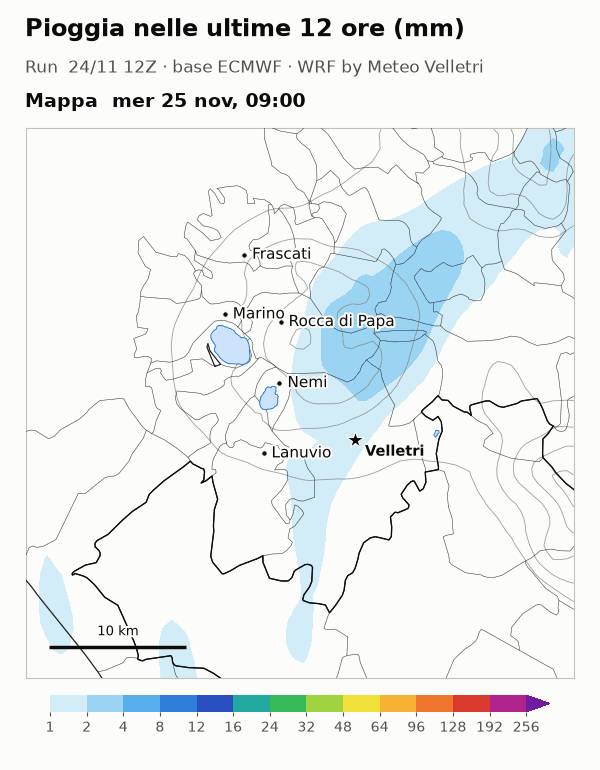 Pioggia nelle ultime 12 ore (mm)
Run 24/11 12Z · base ECMWF · WRF by Meteo Velletri
Mappa mer 25 nov, 09:00
Frascati
Marino
Rocca di Papa
Nemi
Velletri
Lanuvio
10 km
1 2 4 8 12 16 24 32 48 64 96 128 192 256